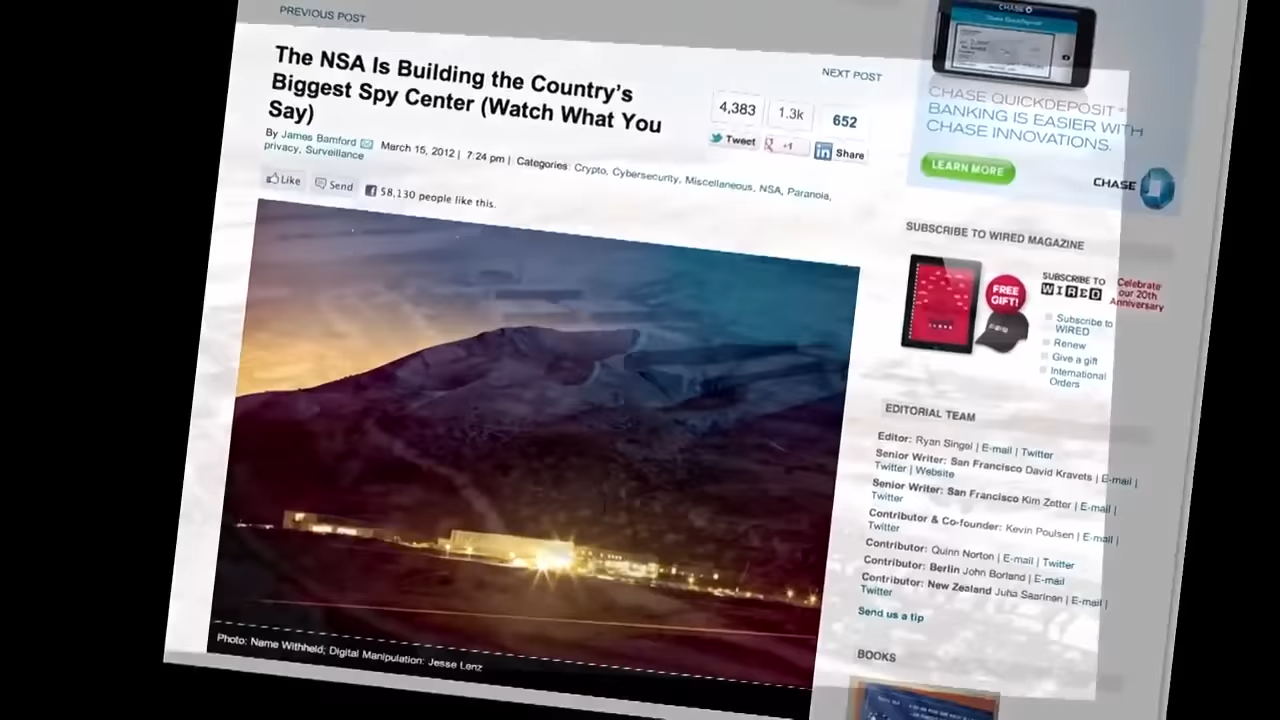 PREVIOUS POST
NEXT POST
The NSA Is Building the Country's
Biggest Spy Center (Watch What You
Say)
By James Bamford
March 15, 2012 | 7:24 pm | Categories: Crypto, Cybersecurity, Miscellaneous, NSA, Paranoia,
privacy, Surveillance
4,383
1.3k
652
Tweet
+1
in Share
Like
Send
58,130 people like this.
Photo: Name Withheld; Digital Manipulation: Jesse Lenz
CHASE
Chase QuickDeposit
CHASE QUICKDEPOSIT
BANKING IS EASIER WITH
CHASE INNOVATIONS.
LEARN MORE
CHASE
SUBSCRIBE TO WIRED MAGAZINE
FREE
GIFT!
SUBSCRIBE TO
WIRED
Celebrate
our 20th
Anniversary
Subscribe to
WIRED
Renew
Give a gift
International
Orders
EDITORIAL TEAM
Editor: Ryan Singel | E-mail | Twitter
Senior Writer: San Francisco David Kravets | E-mail |
Twitter | Website
Senior Writer: San Francisco Kim Zetter | E-mail |
Twitter
Contributor & Co-founder: Kevin Poulsen | E-mail |
Twitter
Contributor: Quinn Norton | E-mail | Twitter
Contributor: Berlin John Borland | E-mail
Contributor: New Zealand Juha Saarinen | E-mail |
Twitter
Send us a tip
BOOKS